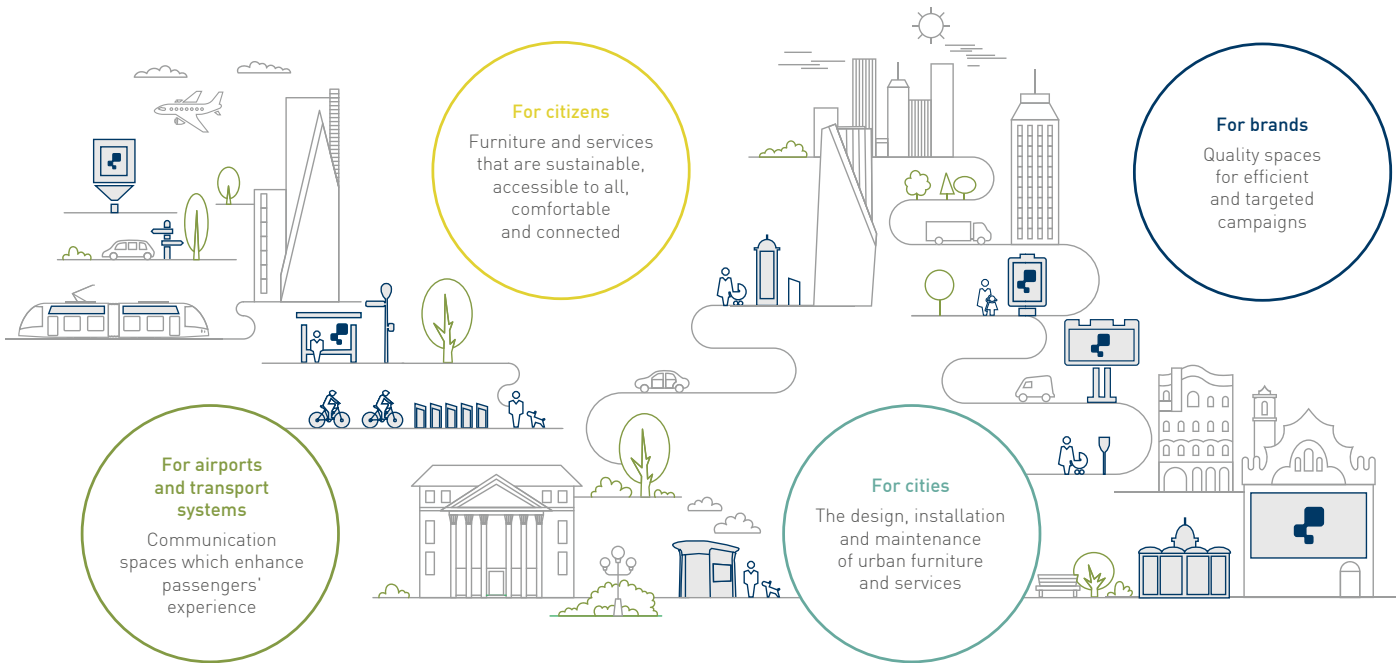 For citizens
Furniture and services
that are sustainable,
accessible to all,
comfortable
and connected
For brands
Quality spaces
for efficient
and targeted
campaigns
For airports
and transport
systems
Communication
spaces which enhance
passengers'
experience
For cities
The design, installation
and maintenance
of urban furniture
and services